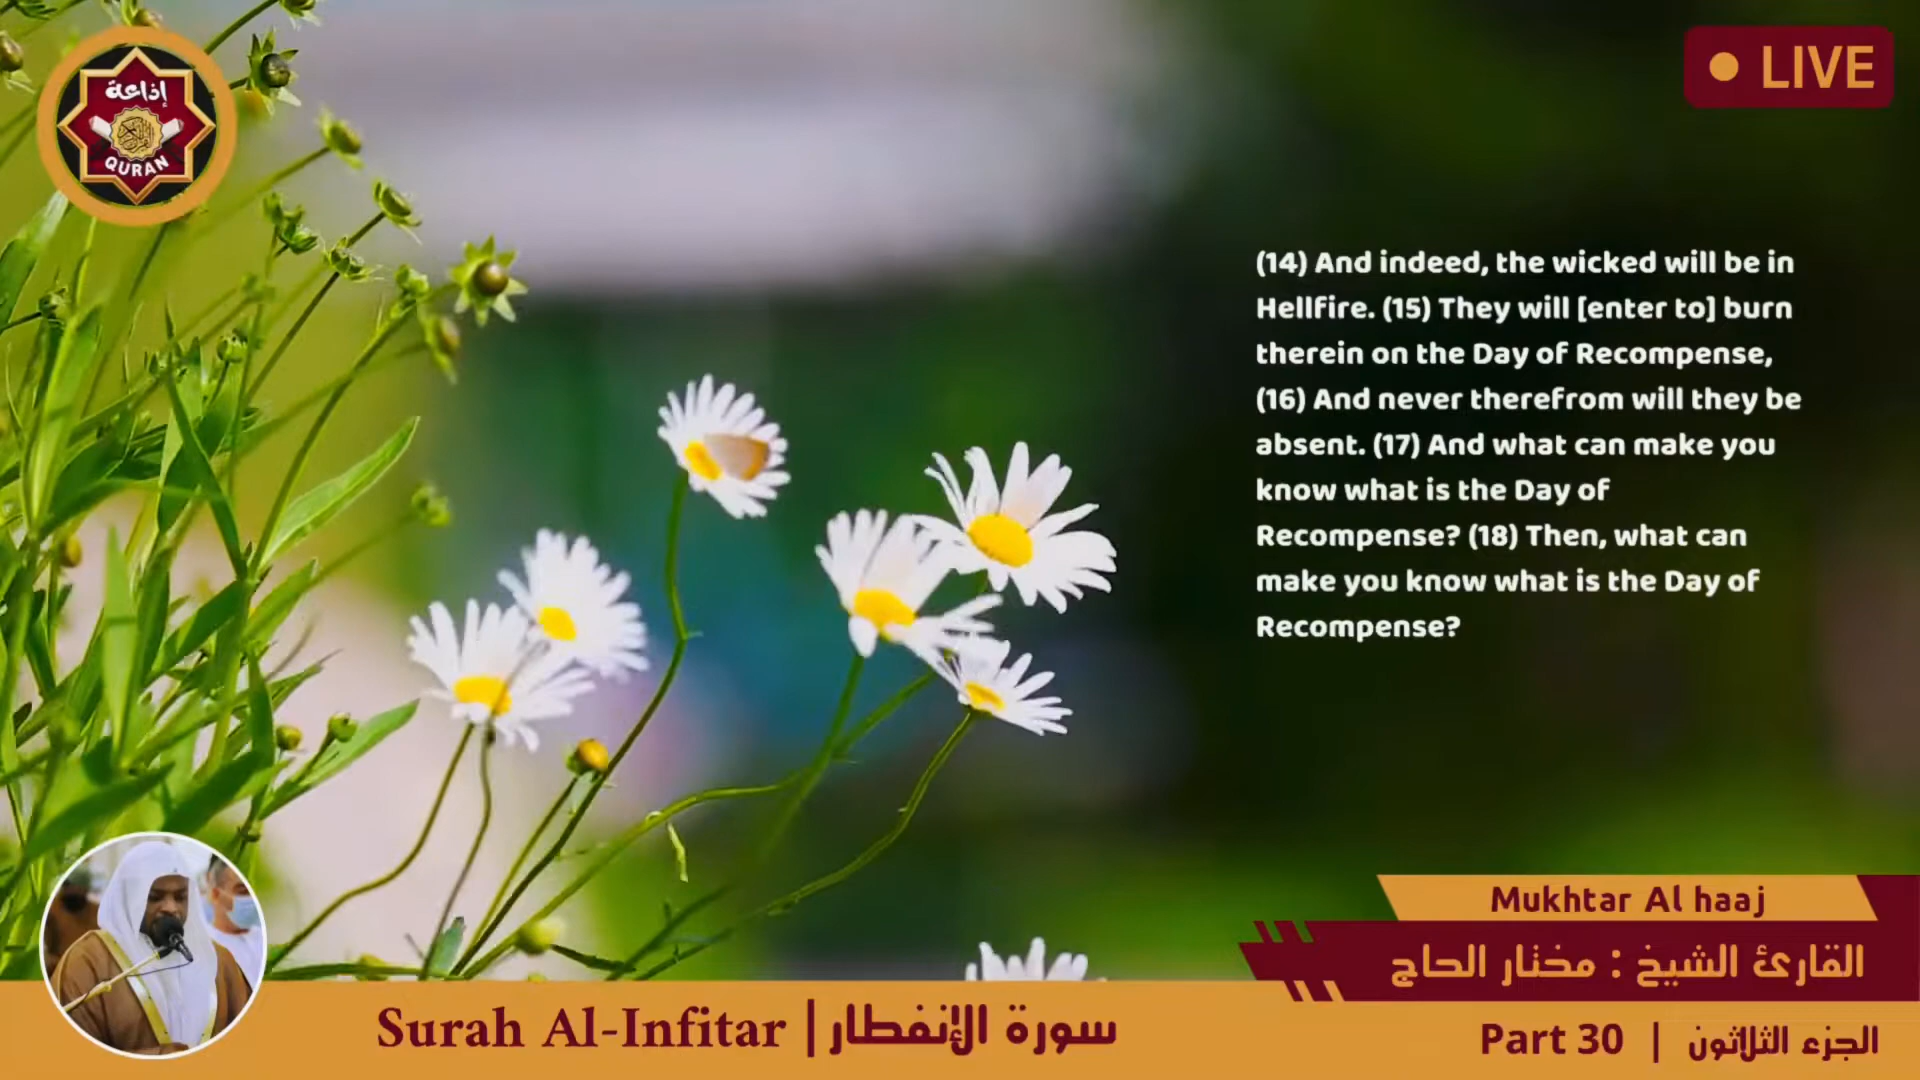 إذاعة
QURAN
LIVE
(14) And indeed, the wicked will be in
Hellfire. (15) They will [enter to] burn
therein on the Day of Recompense,
(16) And never therefrom will they be
absent. (17) And what can make you
know what is the Day of
Recompense? (18) Then, what can
make you know what is the Day of
Recompense?
Mukhtar Al haaj
القارئ الشيخ : مختار الحاج
Surah Al-Infitar | سورة الإنفطار
Part 30 | الجزء الثلاثون